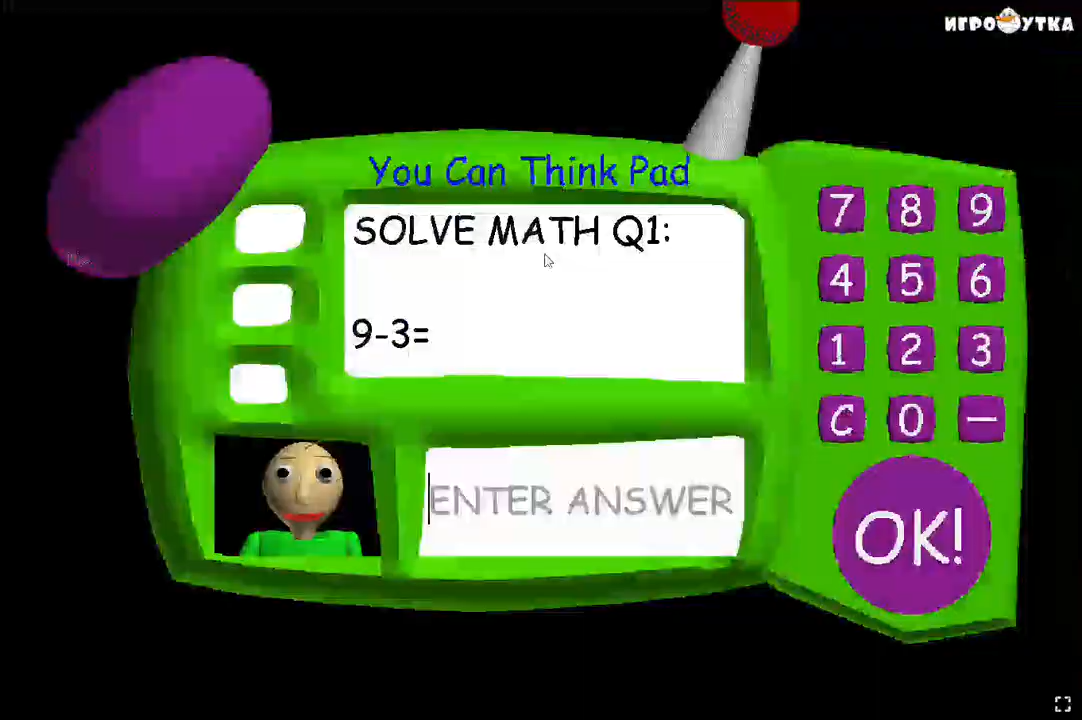 ИГРОУТКА
You Can Think Pad
SOLVE MATH Q1:
9-3=
ENTER ANSWER
7 8 9
4 5 6
1 2 3
C 0 –
OK!